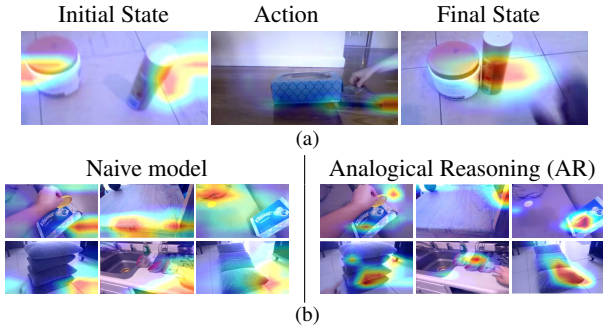 Initial State Action Final State
(a)
Naive model Analogical Reasoning (AR)
(b)